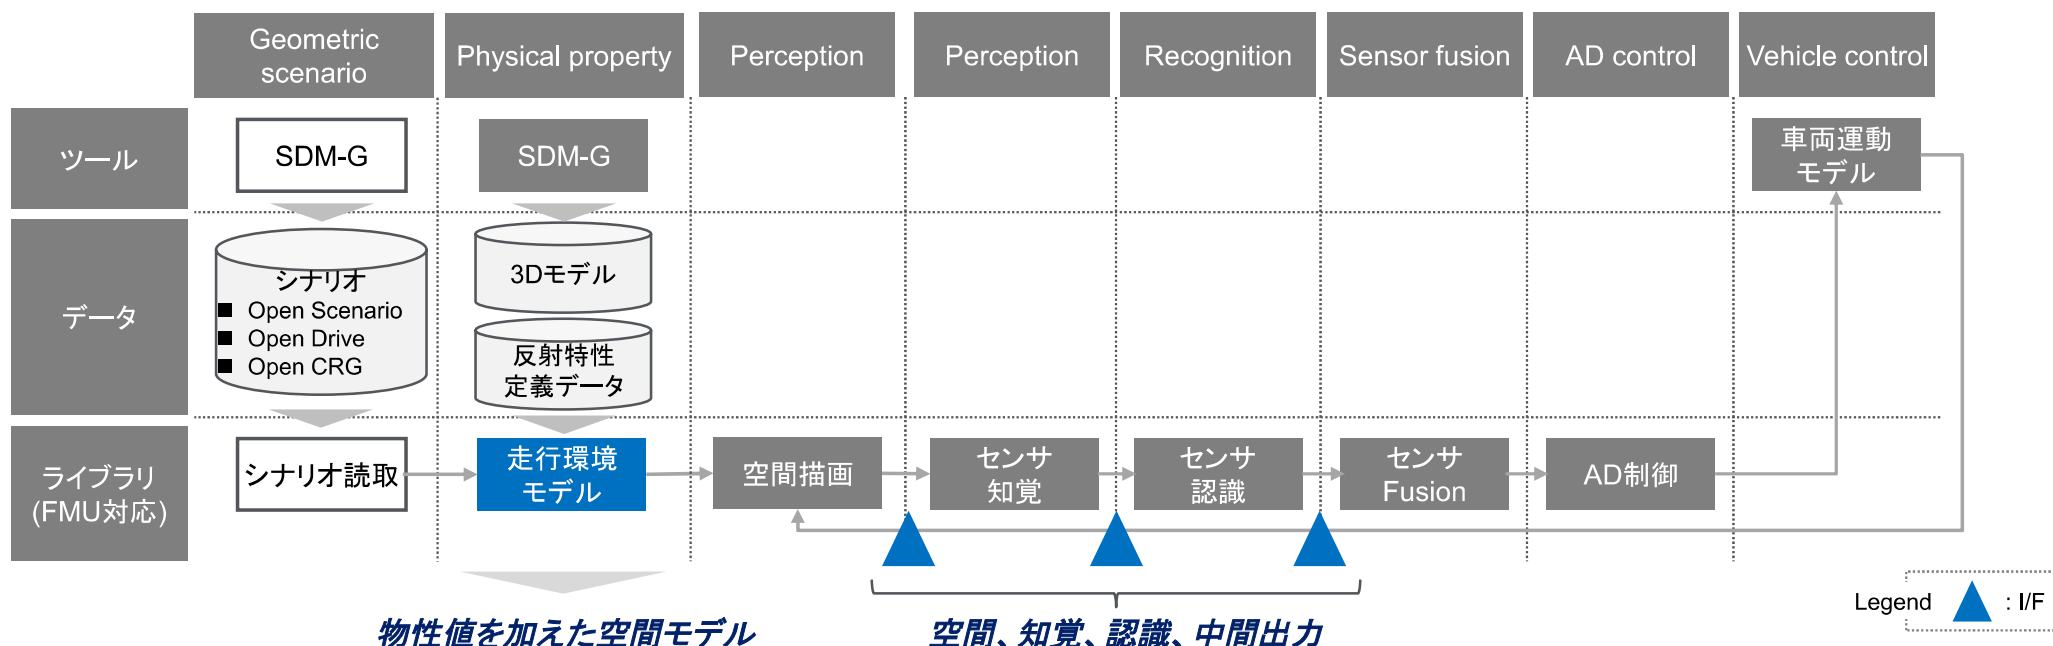 Geometric
scenario
Physical property
Perception
Perception
Recognition
Sensor fusion
AD control
Vehicle control
ツール
SDM-G
SDM-G
車両運動
モデル
データ
シナリオ
■ Open Scenario
■ Open Drive
■ Open CRG
3Dモデル
反射特性
定義データ
ライブラリ
(FMU対応)
シナリオ読取
走行環境
モデル
空間描画
センサ
知覚
センサ
認識
センサ
Fusion
AD制御
物性値を加えた空間モデル
空間、知覚、認識、中間出力
Legend
: I/F